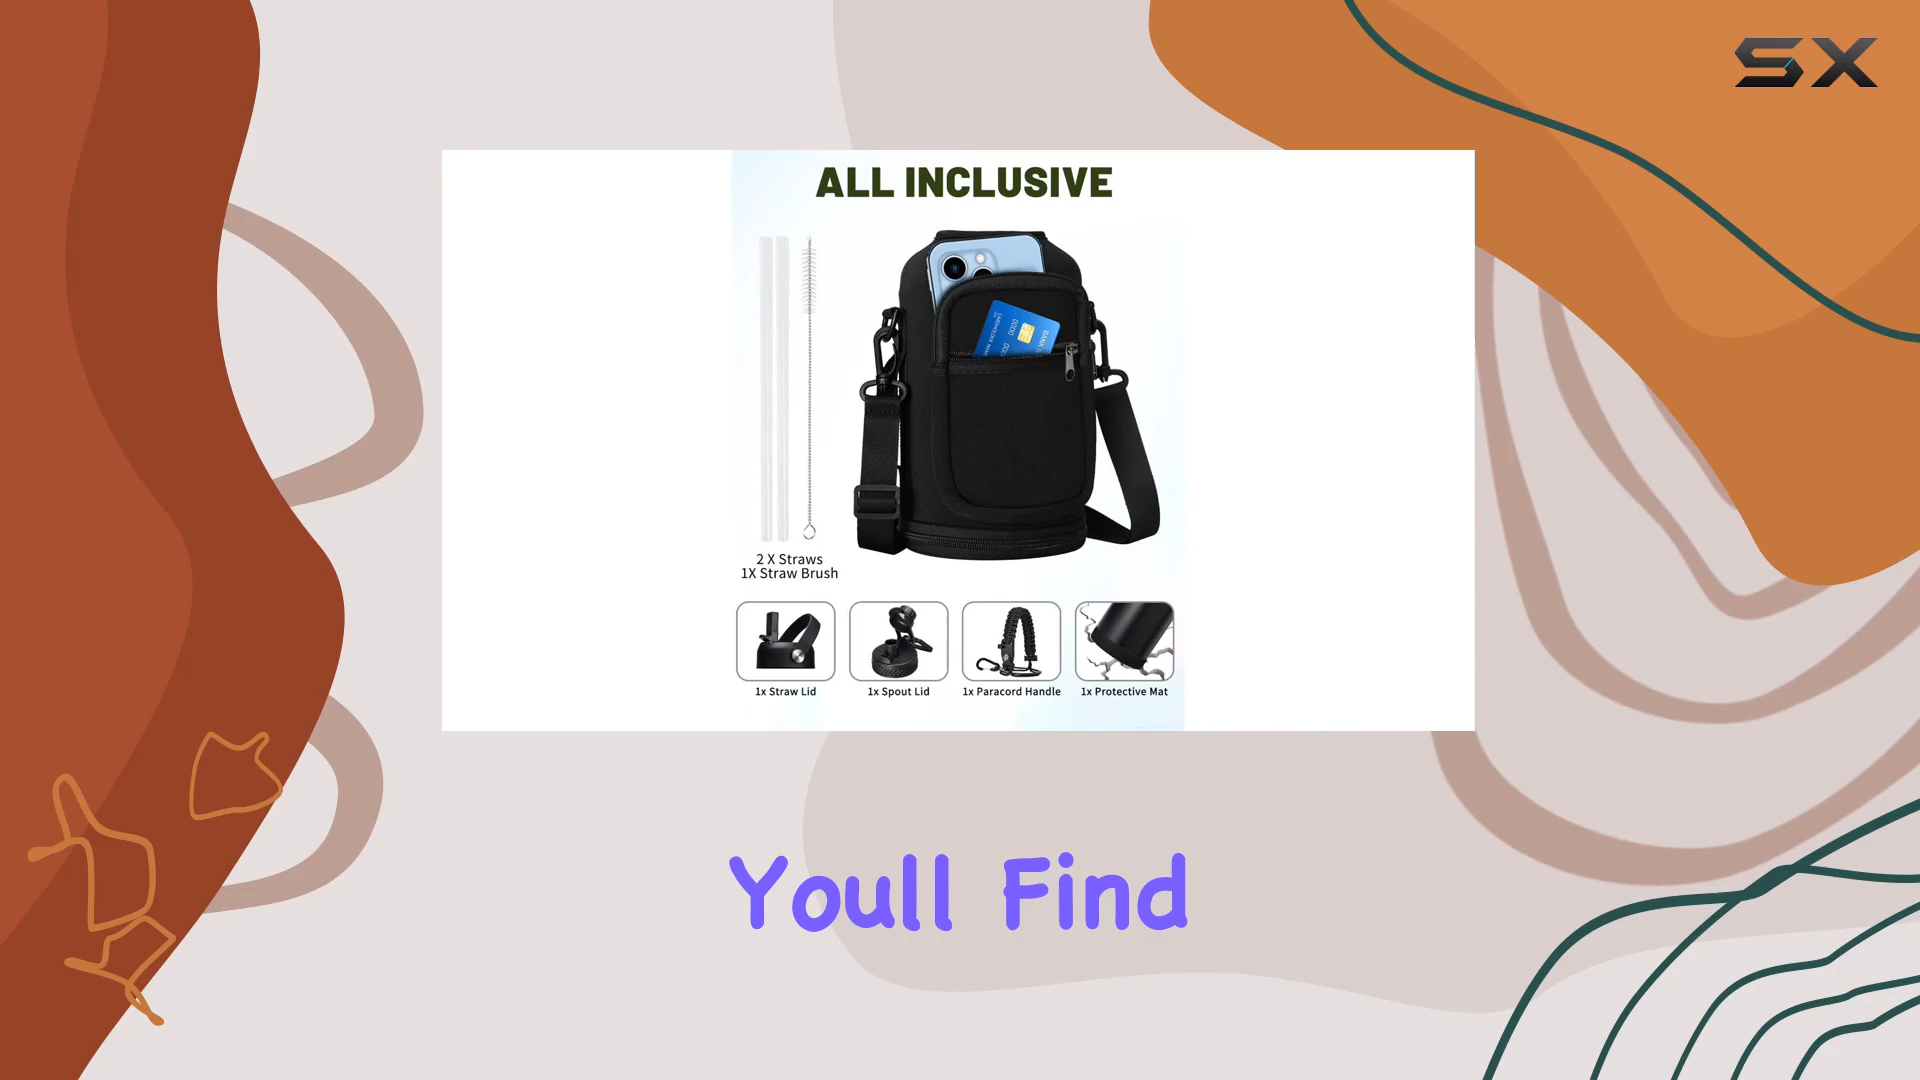 SX
ALL INCLUSIVE
2 X Straws
1X Straw Brush
1x Straw Lid
1x Spout Lid
1x Paracord Handle
1x Protective Mat
Youll Find